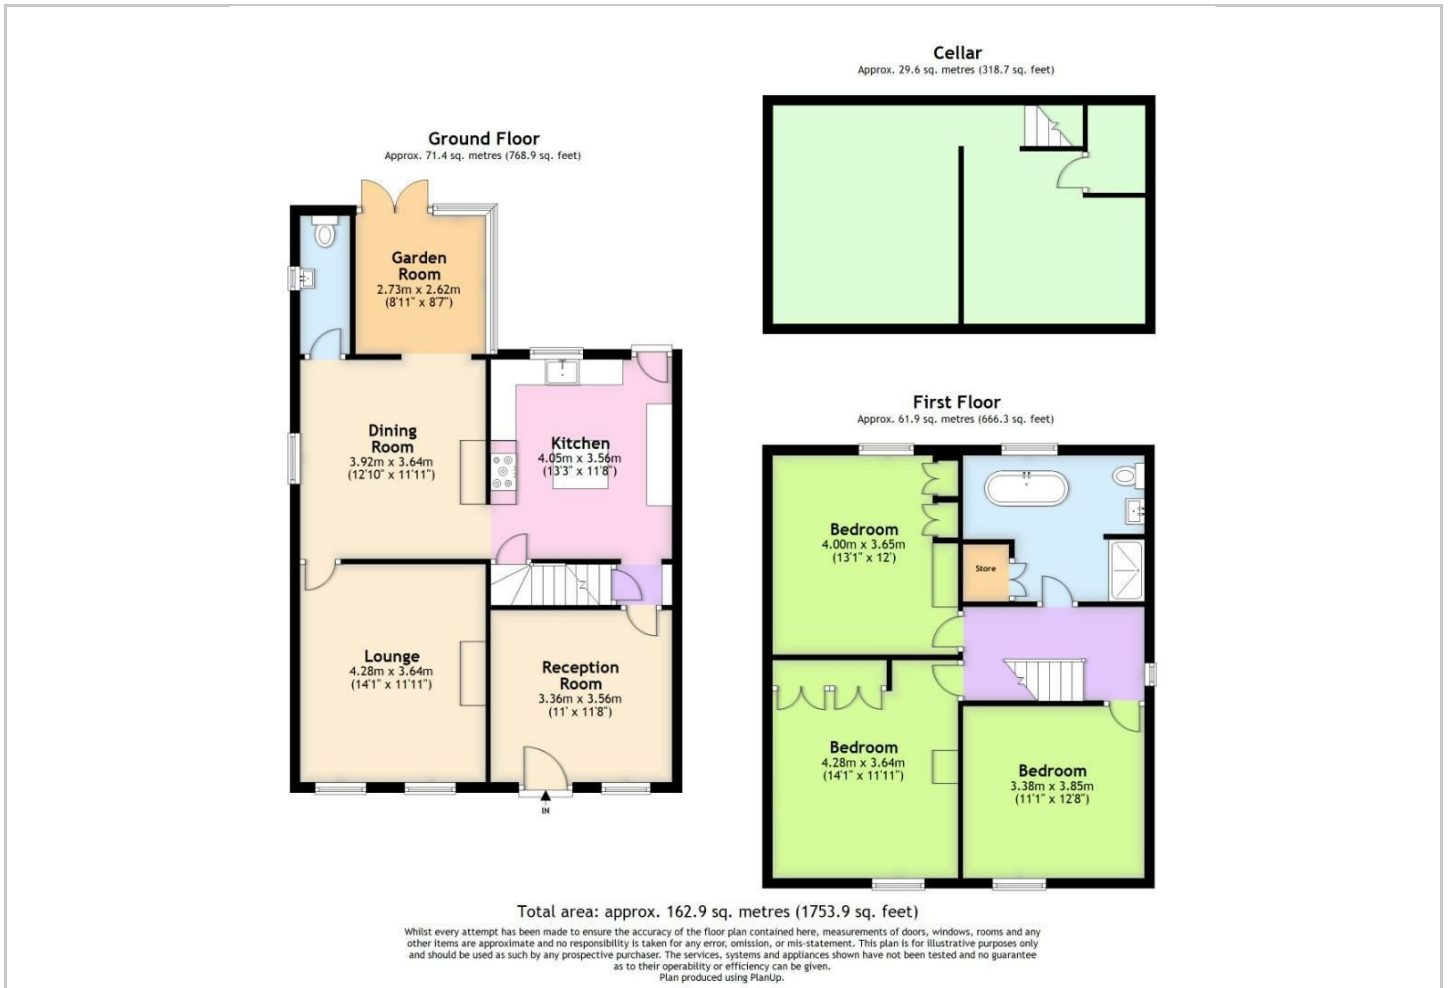 Cellar
Approx. 29.6 sq. metres (318.7 sq. feet)
Ground Floor
Approx. 71.4 sq. metres (768.9 sq. feet)
Garden
Room
2.73m x 2.62m
(8'11" x 8'7")
Dining
Room
3.92m x 3.64m
(12'10" x 11'11")
Kitchen
4.05m x 3.56m
(13'3" x 11'8")
Lounge
4.28m x 3.64m
(14'1" x 11'11")
Reception
Room
3.36m x 3.56m
(11' x 11'8")
IN
First Floor
Approx. 61.9 sq. metres (666.3 sq. feet)
Bedroom
4.00m x 3.65m
(13'1" x 12')
Store
Bedroom
4.28m x 3.64m
(14'1" x 11'11")
Bedroom
3.38m x 3.85m
(11'1" x 12'8")
Total area: approx. 162.9 sq. metres (1753.9 sq. feet)
Whilst every attempt has been made to ensure the accuracy of the floor plan contained here, measurements of doors, windows, rooms and any
other items are approximate and no responsibility is taken for any error, omission, or mis-statement. This plan is for illustrative purposes only
and should be used as such by any prospective purchaser. The services, systems and appliances shown have not been tested and no guarantee
as to their operability or efficiency can be given.
Plan produced using PlanUp.